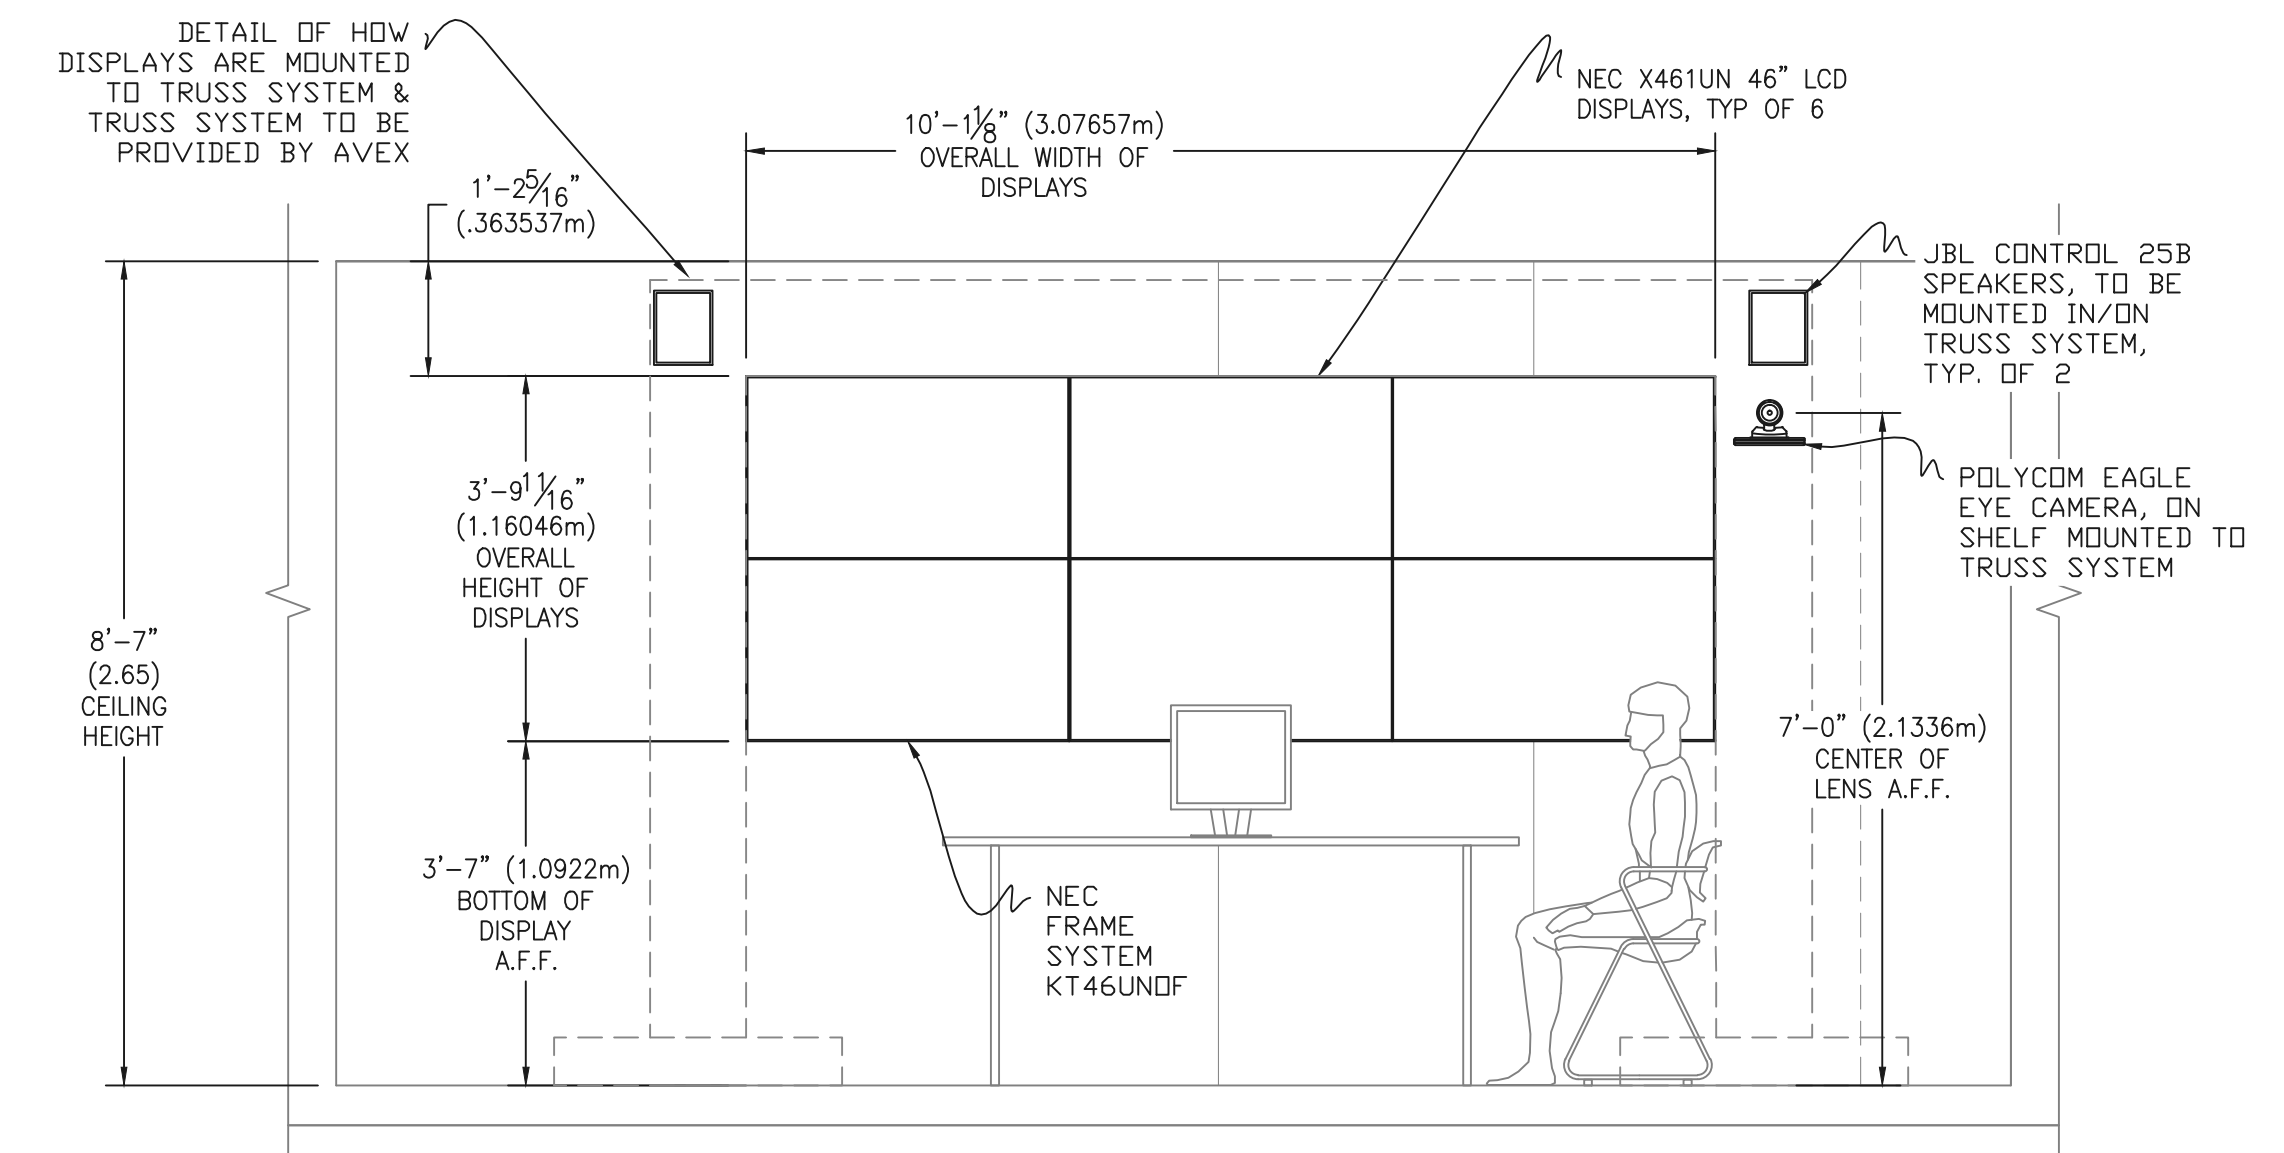 DETAIL OF HOW
DISPLAYS ARE MOUNTED
TO TRUSS SYSTEM &
TRUSS SYSTEM TO BE
PROVIDED BY AVEX
NEC X461UN 46” LCD
DISPLAYS, TYP OF 6
10’-1⅛” (3.07657m)
OVERALL WIDTH OF
DISPLAYS
1’-2 5/16”
(.363537m)
JBL CONTROL 25B
SPEAKERS, TO BE
MOUNTED IN/ON
TRUSS SYSTEM,
TYP. OF 2
3’-9 11/16”
(1.16046m)
OVERALL
HEIGHT OF
DISPLAYS
POLYCOM EAGLE
EYE CAMERA, ON
SHELF MOUNTED TO
TRUSS SYSTEM
8’-7”
(2.65)
CEILING
HEIGHT
7’-0” (2.1336m)
CENTER OF
LENS A.F.F.
3’-7” (1.0922m)
BOTTOM OF
DISPLAY
A.F.F.
NEC
FRAME
SYSTEM
KT46UNOF